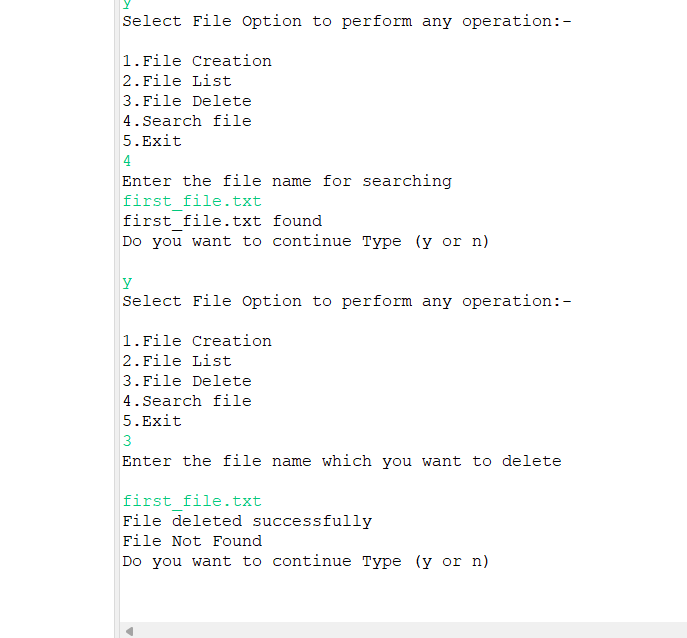 y
Select File Option to perform any operation:-
1.File Creation
2.File List
3.File Delete
4.Search file
5.Exit
4
Enter the file name for searching
first_file.txt
first_file.txt found
Do you want to continue Type (y or n)
y
Select File Option to perform any operation:-
1.File Creation
2.File List
3.File Delete
4.Search file
5.Exit
3
Enter the file name which you want to delete
first_file.txt
File deleted successfully
File Not Found
Do you want to continue Type (y or n)